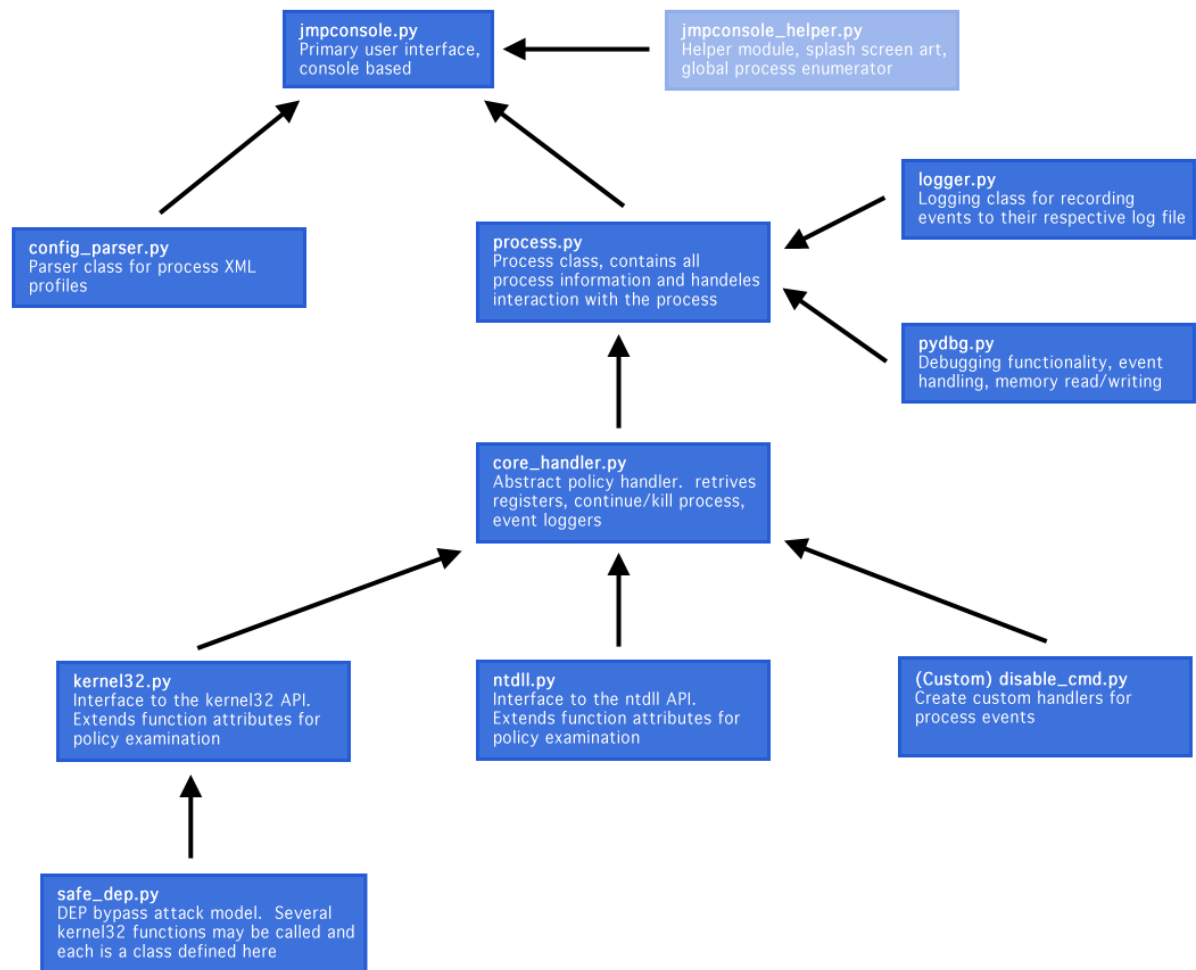 jmpconsole.py
Primary user interface,
console based
jmpconsole_helper.py
Helper module, splash screen art,
global process enumerator
logger.py
Logging class for recording
events to their respective log file
config_parser.py
Parser class for process XML
profiles
process.py
Process class, contains all
process information and handeles
interaction with the process
pydbg.py
Debugging functionality, event
handling, memory read/writing
core_handler.py
Abstract policy handler.  retrives
registers, continue/kill process,
event loggers
kernel32.py
Interface to the kernel32 API.
Extends function attributes for
policy examination
ntdll.py
Interface to the ntdll API.
Extends function attributes for
policy examination
(Custom) disable_cmd.py
Create custom handlers for
process events
safe_dep.py
DEP bypass attack model.  Several
kernel32 functions may be called and
each is a class defined here